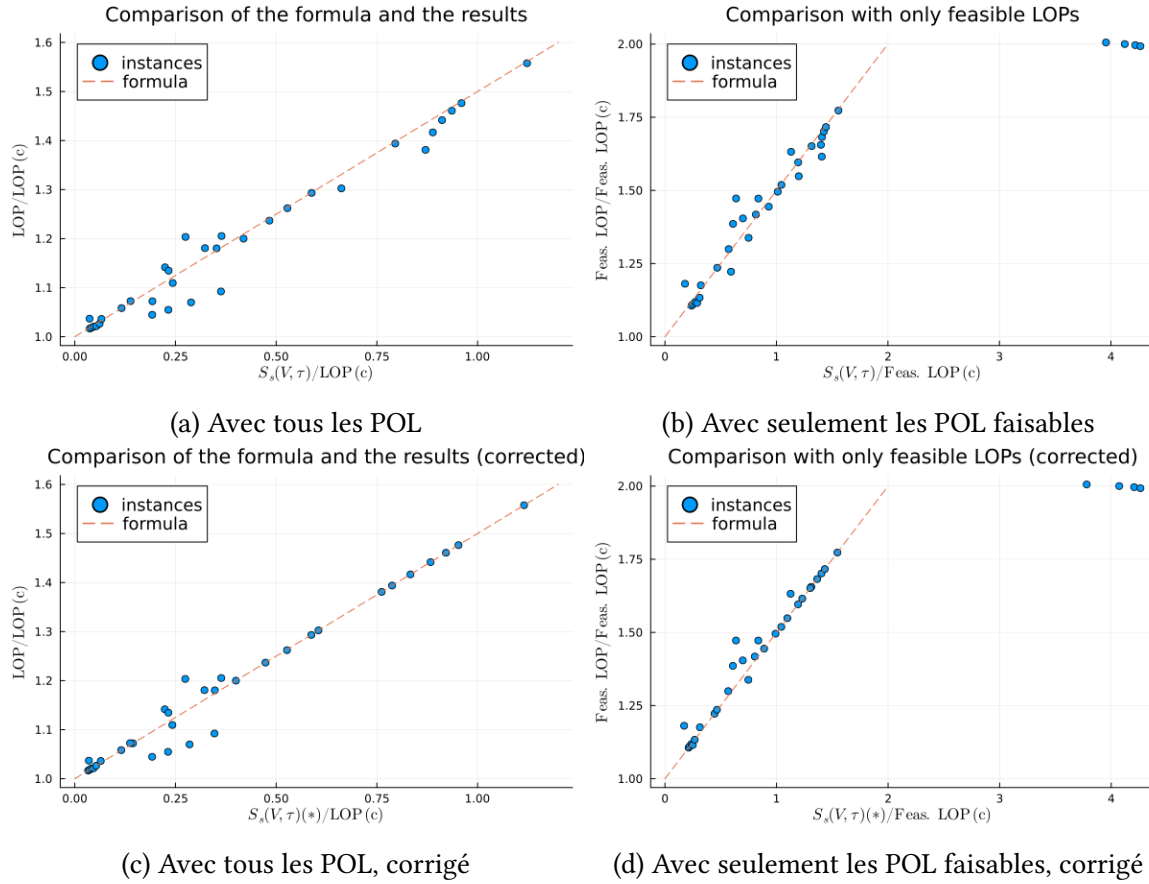 Comparison of the formula and the results
1.6
1.5
1.4
1.3
1.2
1.1
1.0
LOP/LOP(c)
instances
formula
0.00 0.25 0.50 0.75 1.00
S_s(V, τ)/LOP(c)
(a) Avec tous les POL
Comparison with only feasible LOPs
2.00
1.75
1.50
1.25
1.00
Feas. LOP/Feas. LOP(c)
instances
formula
0 1 2 3 4
S_s(V, τ)/Feas. LOP(c)
(b) Avec seulement les POL faisables
Comparison of the formula and the results (corrected)
1.6
1.5
1.4
1.3
1.2
1.1
1.0
LOP/LOP(c)
instances
formula
0.00 0.25 0.50 0.75 1.00
S_s(V, τ)(*)/LOP(c)
(c) Avec tous les POL, corrigé
Comparison with only feasible LOPs (corrected)
2.00
1.75
1.50
1.25
1.00
Feas. LOP/Feas. LOP(c)
instances
formula
0 1 2 3 4
S_s(V, τ)(*)/Feas. LOP(c)
(d) Avec seulement les POL faisables, corrigé